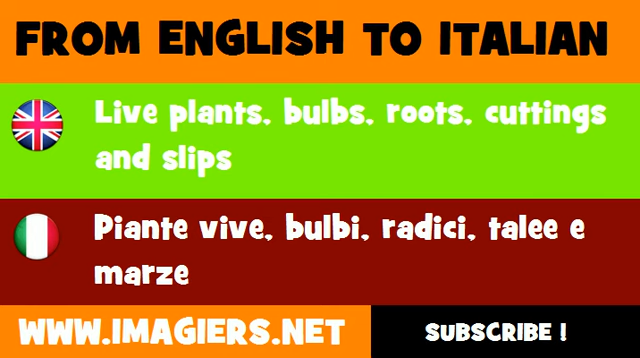 FROM ENGLISH TO ITALIAN
Live plants, bulbs, roots, cuttings
and slips
Piante vive, bulbi, radici, talee e
marze
WWW.IMAGIERS.NET
SUBSCRIBE !